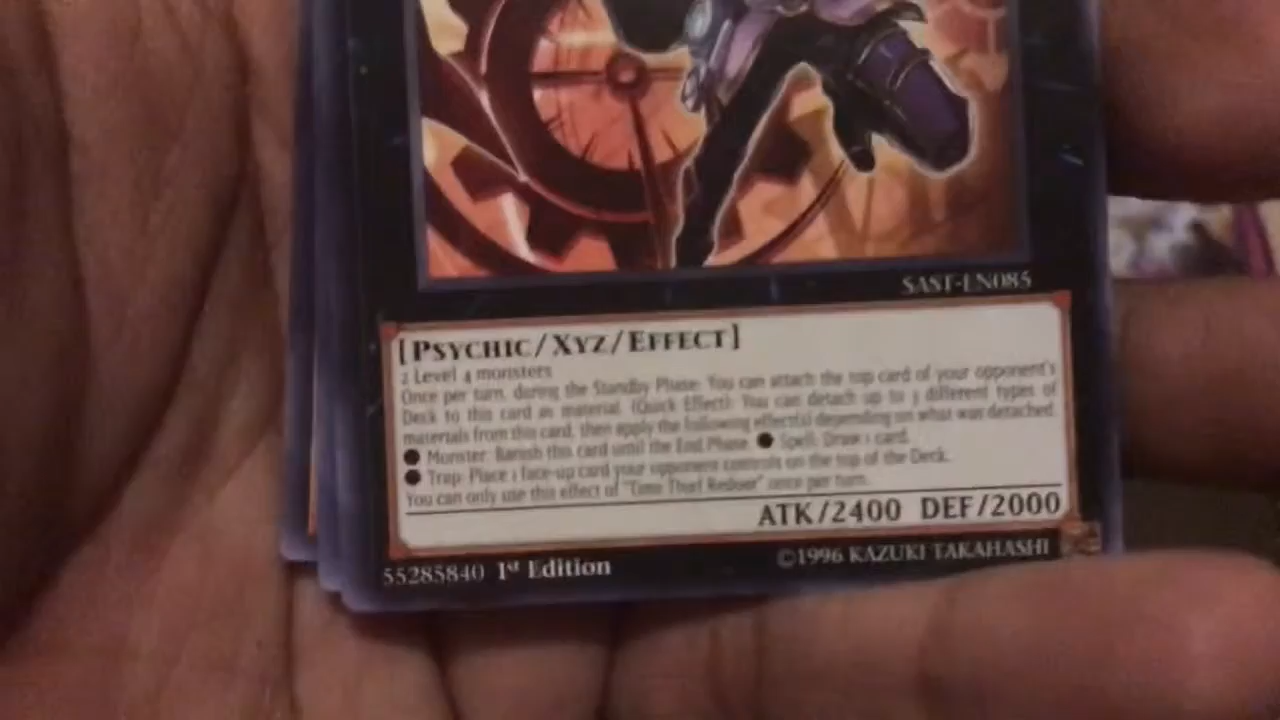 SAST-EN085
[PSYCHIC/XYZ/EFFECT]
2 Level 4 monsters
Once per turn, during the Standby Phase: You can attach the top card of your opponent's
Deck to this card as material. (Quick Effect): You can detach up to 3 different types of
materials from this card, then apply the following effect(s) depending on what was detached.
● Monster: Banish this card until the End Phase. ● Spell: Draw 1 card.
● Trap: Place 1 face-up card your opponent controls on the top of the Deck.
You can only use this effect of "Time Thief Redoer" once per turn.
ATK/2400 DEF/2000
55285840 1st Edition ©1996 KAZUKI TAKAHASHI